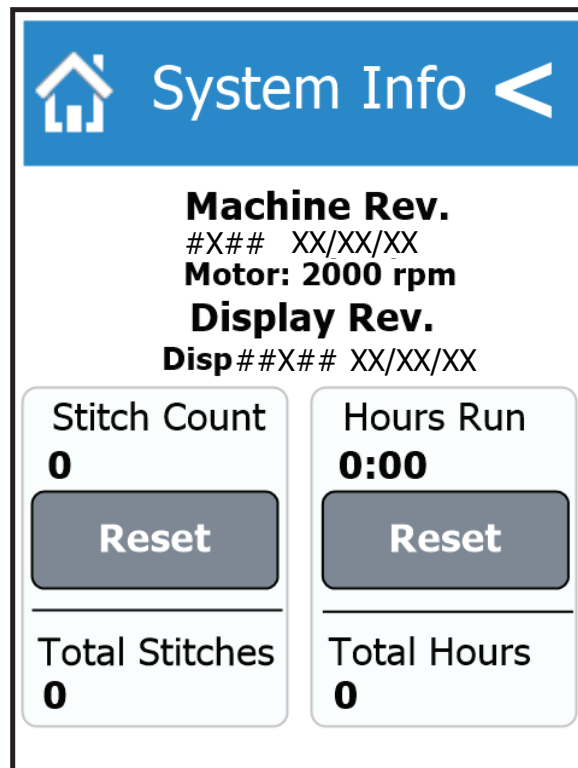 System Info <
Machine Rev.
#X## XX/XX/XX
Motor: 2000 rpm
Display Rev.
Disp##X## XX/XX/XX
Stitch Count
0
Reset
Total Stitches
0
Hours Run
0:00
Reset
Total Hours
0